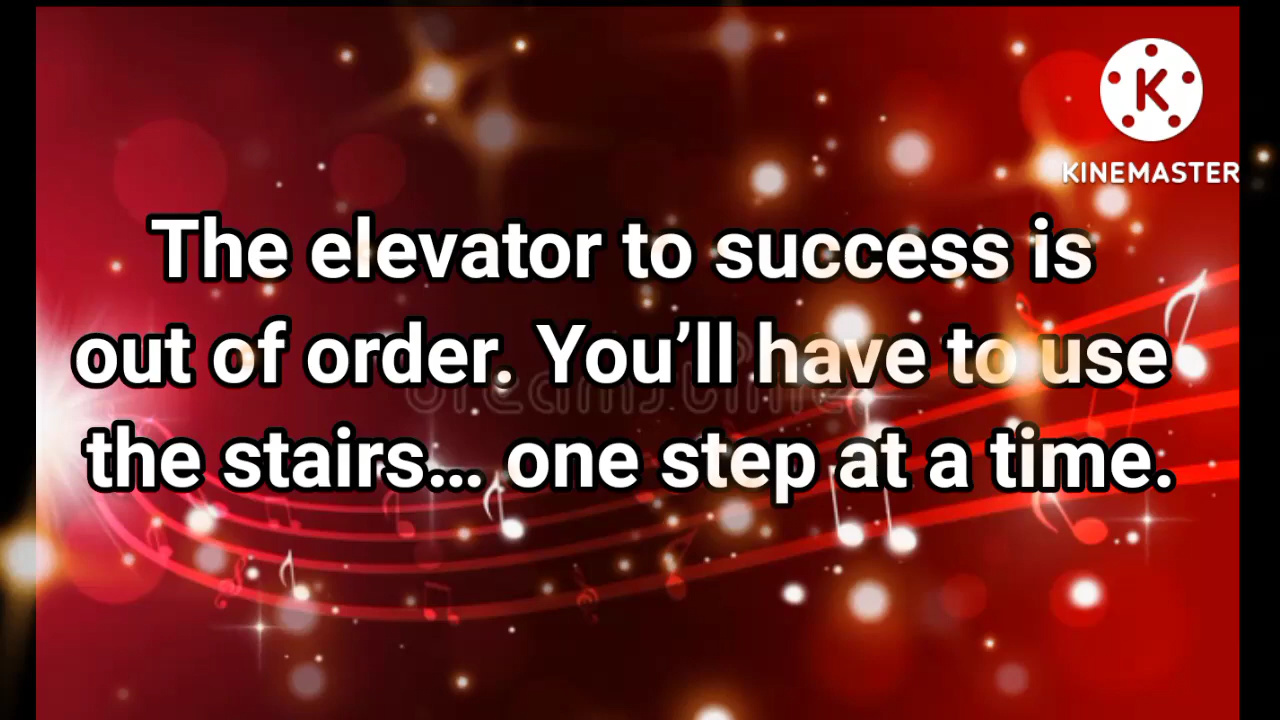 KINEMASTER
The elevator to success is
out of order. You’ll have to use
the stairs... one step at a time.
dreamstime